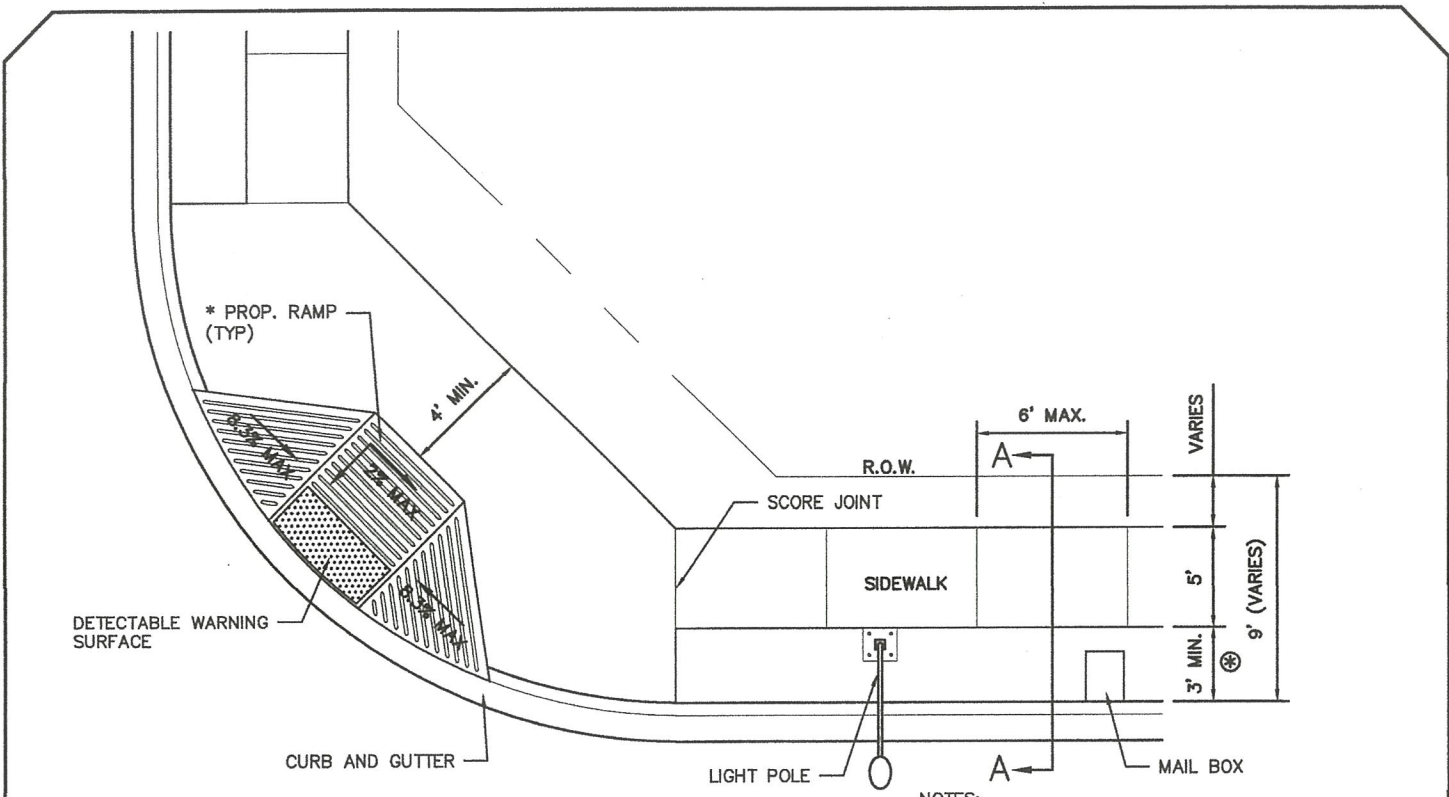 * PROP. RAMP
(TYP)
4' MIN.
8.3% MAX
2% MAX
8.3% MAX
DETECTABLE WARNING
SURFACE
CURB AND GUTTER
R.O.W.
SCORE JOINT
SIDEWALK
6' MAX.
A
A
VARIES
5'
3' MIN.
9' (VARIES)
LIGHT POLE
MAIL BOX
NOTES: